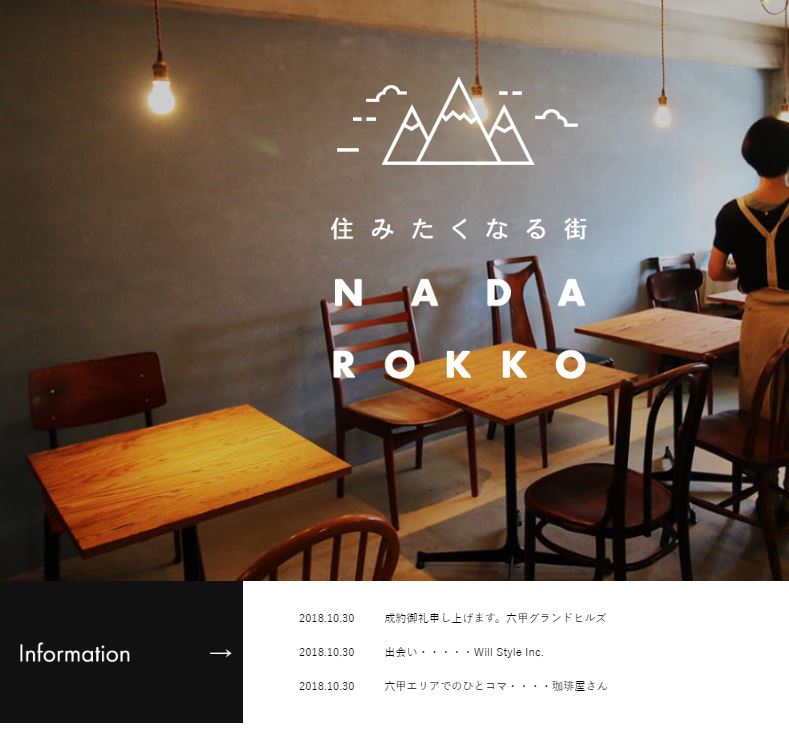 住みたくなる街
NADA
ROKKO
Information
2018.10.30 成約御礼申し上げます。六甲グランドヒルズ
2018.10.30 出会い・・・・・Will Style Inc.
2018.10.30 六甲エリアでのひとコマ・・・・珈琲屋さん